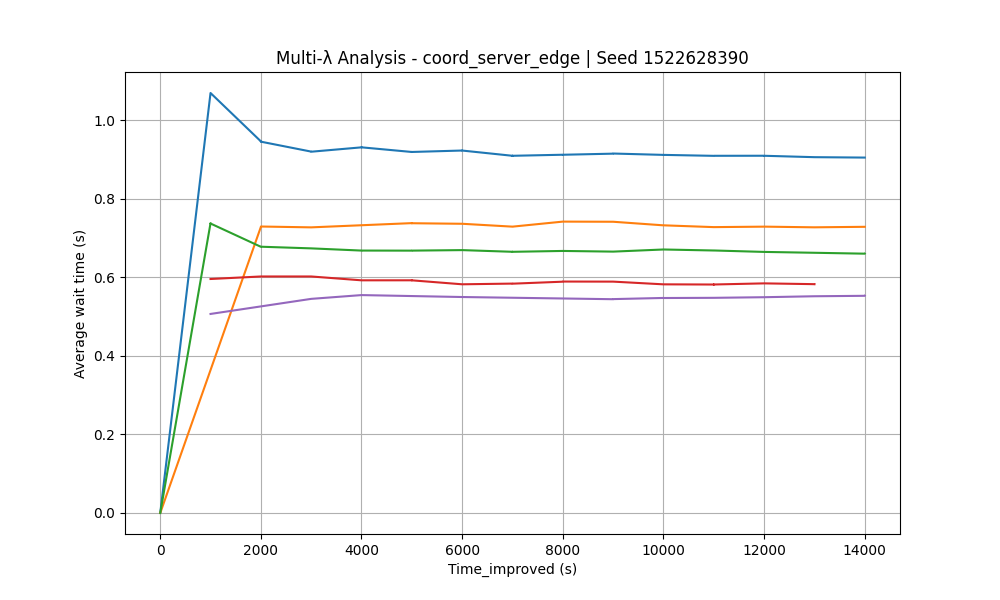 Multi-λ Analysis - coord_server_edge | Seed 1522628390
Average wait time (s)
1.0
0.8
0.6
0.4
0.2
0.0
0 2000 4000 6000 8000 10000 12000 14000
Time_improved (s)